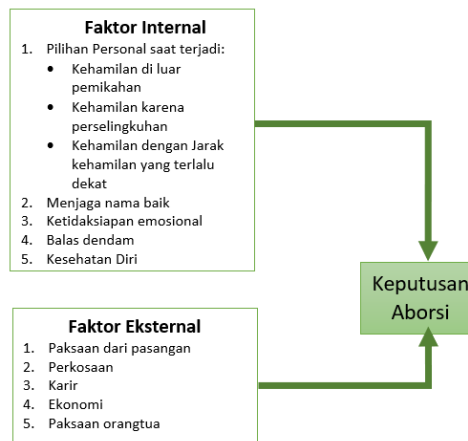 Faktor Internal
1. Pilihan Personal saat terjadi:
• Kehamilan di luar
pemikahan
• Kehamilan karena
perselingkuhan
• Kehamilan dengan Jarak
kehamilan yang terlalu
dekat
2. Menjaga nama baik
3. Ketidaksiapan emosional
4. Balas dendam
5. Kesehatan Diri
Keputusan
Aborsi
Faktor Eksternal
1. Paksaan dari pasangan
2. Perkosaan
3. Karir
4. Ekonomi
5. Paksaan orangtua